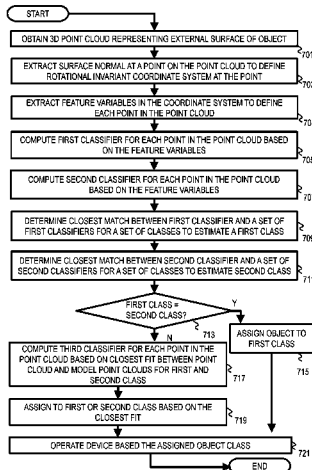 START
OBTAIN 3D POINT CLOUD REPRESENTING EXTERNAL SURFACE OF OBJECT
701
EXTRACT SURFACE NORMAL AT A POINT ON THE POINT CLOUD TO DEFINE
ROTATIONAL INVARIANT COORDINATE SYSTEM AT THE POINT
EXTRACT FEATURE VARIABLES IN THE COORDINATE SYSTEM TO DEFINE
EACH POINT IN THE POINT CLOUD
COMPUTE FIRST CLASSIFIER FOR EACH POINT IN THE CLOUD BASED
ON THE FEATURE VARIABLES
COMPUTE SECOND CLASSIFIER FOR EACH POINT IN THE POINT CLOUD
BASED ON THE FEATURE VARIABLES
DETERMINE CLOSEST MATCH BETWEEN FIRST CLASSIFIER AND A SET OF
FIRST CLASSIFIERS FOR A SET OF CLASSES TO ESTIMATE A FIRST CLASS
DETERMINE CLOSEST MATCH BETWEEN SECOND CLASSIFIER AND A SET OF
SECOND CLASSIFIERS FOR A SET OF CLASSES TO ESTIMATE SECOND CLASS
FIRST CLASS =
SECOND CLASS?
Y
N
713
ASSIGN OBJECT TO
FIRST CLASS
715
COMPUTE THIRD CLASSIFIER FOR EACH POINT IN THE
POINT CLOUD BASED ON CLOSEST FIT BETWEEN POINT
CLOUD AND MODEL POINT CLOUDS FOR FIRST AND
SECOND CLASS
717
ASSIGN TO FIRST OR SECOND CLASS BASED ON THE
CLOSEST FIT
719
OPERATE DEVICE BASED THE ASSIGNED OBJECT CLASS
721
END